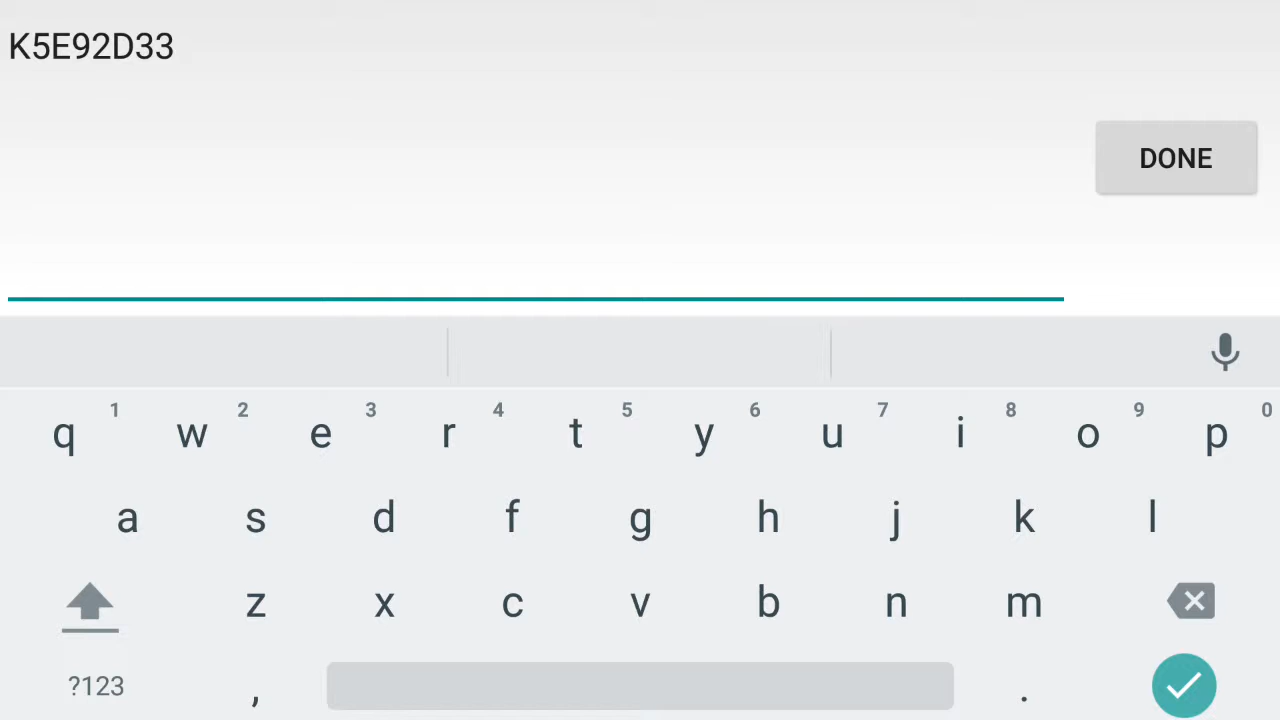 K5E92D33
DONE
1 2 3 4 5 6 7 8 9 0
q w e r t y u i o p
a s d f g h j k l
z x c v b n m
?123 , .